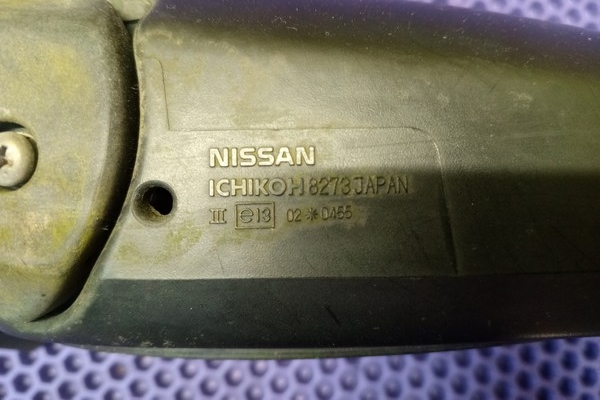 NISSAN
ICHIKOH 8273 JAPAN
III e13 02*0455